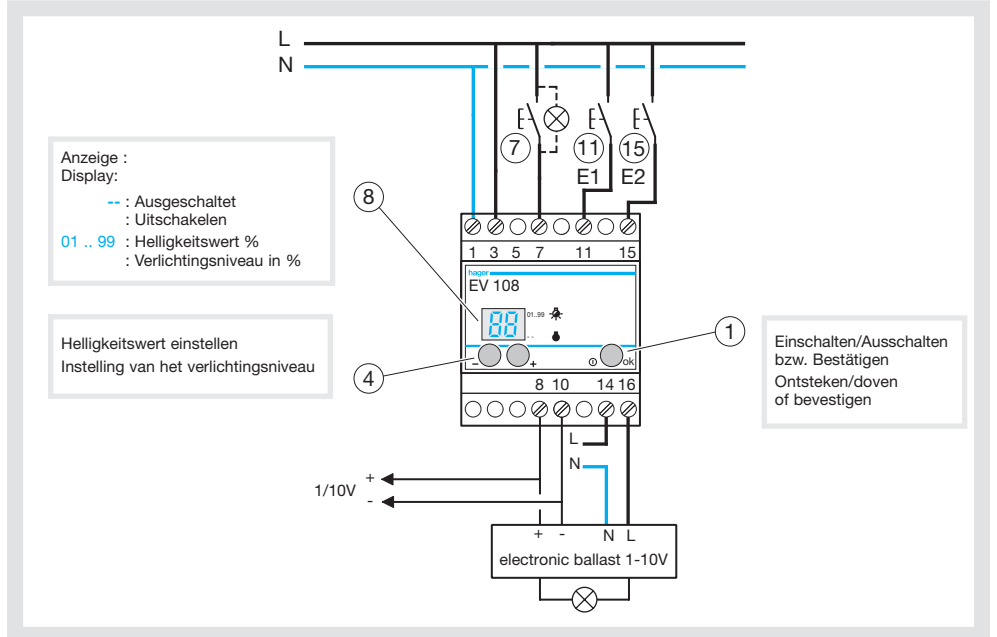 L
N
7
11
15
E1
E2
Anzeige :
Display:
-- : Ausgeschaltet
: Uitschakelen
01 .. 99 : Helligkeitswert %
: Verlichtingsniveau in %
8
1 3 5 7 11 15
hager
EV 108
88
01..99
--
- + ok
Helligkeitswert einstellen
Instelling van het verlichtingsniveau
4
1
Einschalten/Ausschalten
bzw. Bestätigen
Ontsteken/doven
of bevestigen
8 10 14 16
L
N
1/10V
+
-
+ - N L
electronic ballast 1-10V